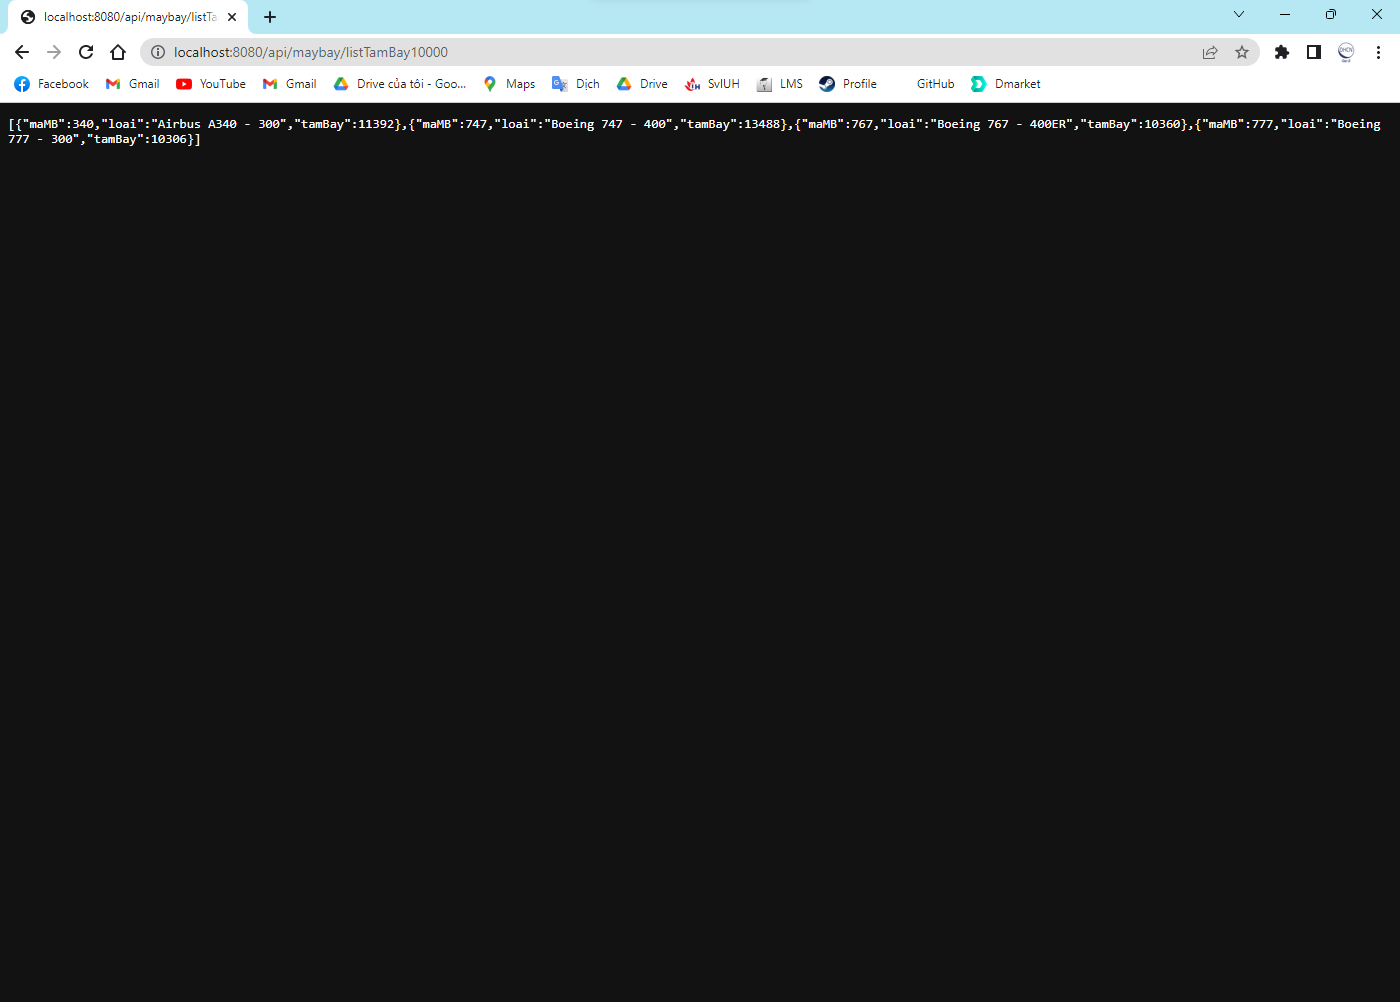 localhost:8080/api/maybay/listTa
localhost:8080/api/maybay/listTamBay10000
Facebook Gmail YouTube Gmail Drive của tôi - Goo... Maps Dịch Drive SvIUH LMS Profile GitHub Dmarket
[{"maMB":340,"loai":"Airbus A340 - 300","tamBay":11392},{"maMB":747,"loai":"Boeing 747 - 400","tamBay":13488},{"maMB":767,"loai":"Boeing 767 - 400ER","tamBay":10360},{"maMB":777,"loai":"Boeing
777 - 300","tamBay":10306}]